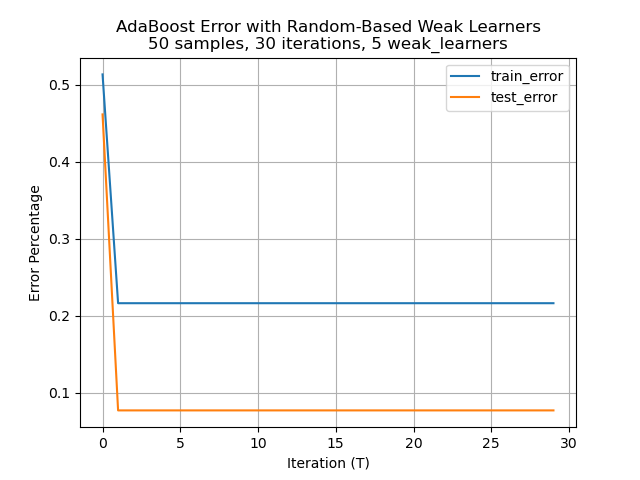 AdaBoost Error with Random-Based Weak Learners
50 samples, 30 iterations, 5 weak_learners
train_error
test_error
0.5
0.4
0.3
0.2
0.1
Error Percentage
0 5 10 15 20 25 30
Iteration (T)